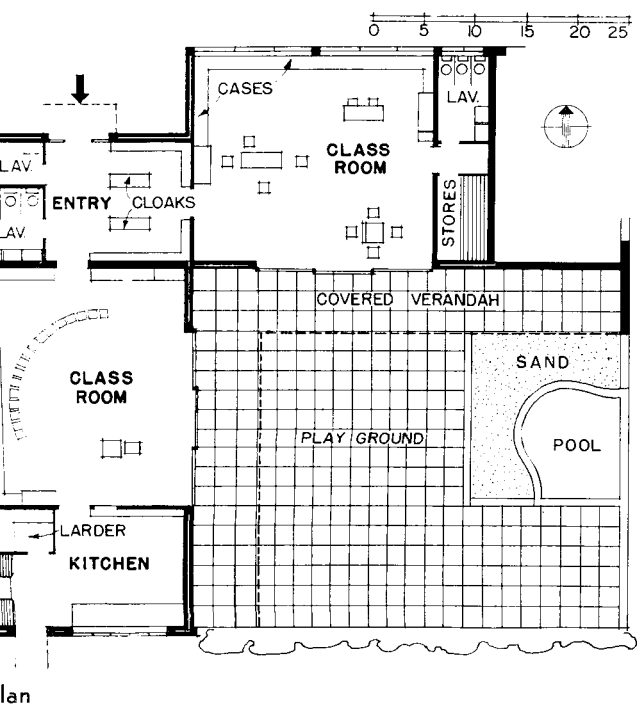 0 5 10 15 20 25
CASES
LAV.
CLASS
ROOM
LAV.
ENTRY
CLOAKS
STORES
LAV.
COVERED VERANDAH
CLASS
ROOM
SAND
PLAY GROUND
POOL
LARDER
KITCHEN
lan